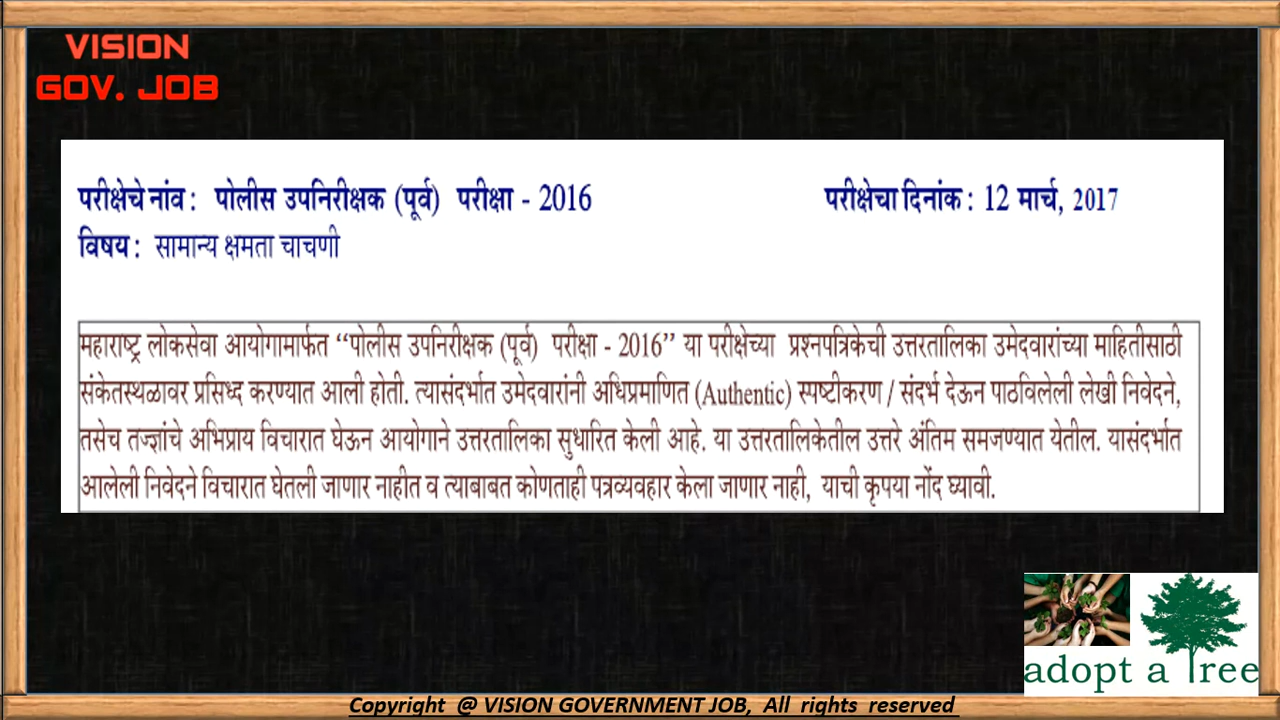 VISION
GOV. JOB
परीक्षेचे नांव : पोलीस उपनिरीक्षक (पूर्व) परीक्षा - 2016 परीक्षेचा दिनांक : 12 मार्च, 2017
विषय : सामान्य क्षमता चाचणी
महाराष्ट्र लोकसेवा आयोगामार्फत “पोलीस उपनिरीक्षक (पूर्व) परीक्षा - 2016” या परीक्षेच्या प्रश्नपत्रिकेची उत्तरतालिका उमेदवारांच्या माहितीसाठी
संकेतस्थळावर प्रसिध्द करण्यात आली होती. त्यासंदर्भात उमेदवारांनी अधिप्रमाणित (Authentic) स्पष्टीकरण / संदर्भ देऊन पाठविलेली लेखी निवेदने,
तसेच तज्ज्ञांचे अभिप्राय विचारात घेऊन आयोगाने उत्तरतालिका सुधारित केली आहे. या उत्तरतालिकेतील उत्तरे अंतिम समजण्यात येतील. यासंदर्भात
आलेली निवेदने विचारात घेतली जाणार नाहीत व त्याबाबत कोणताही पत्रव्यवहार केला जाणार नाही, याची कृपया नोंद घ्यावी.
adopt a Tree
Copyright @ VISION GOVERNMENT JOB, All rights reserved